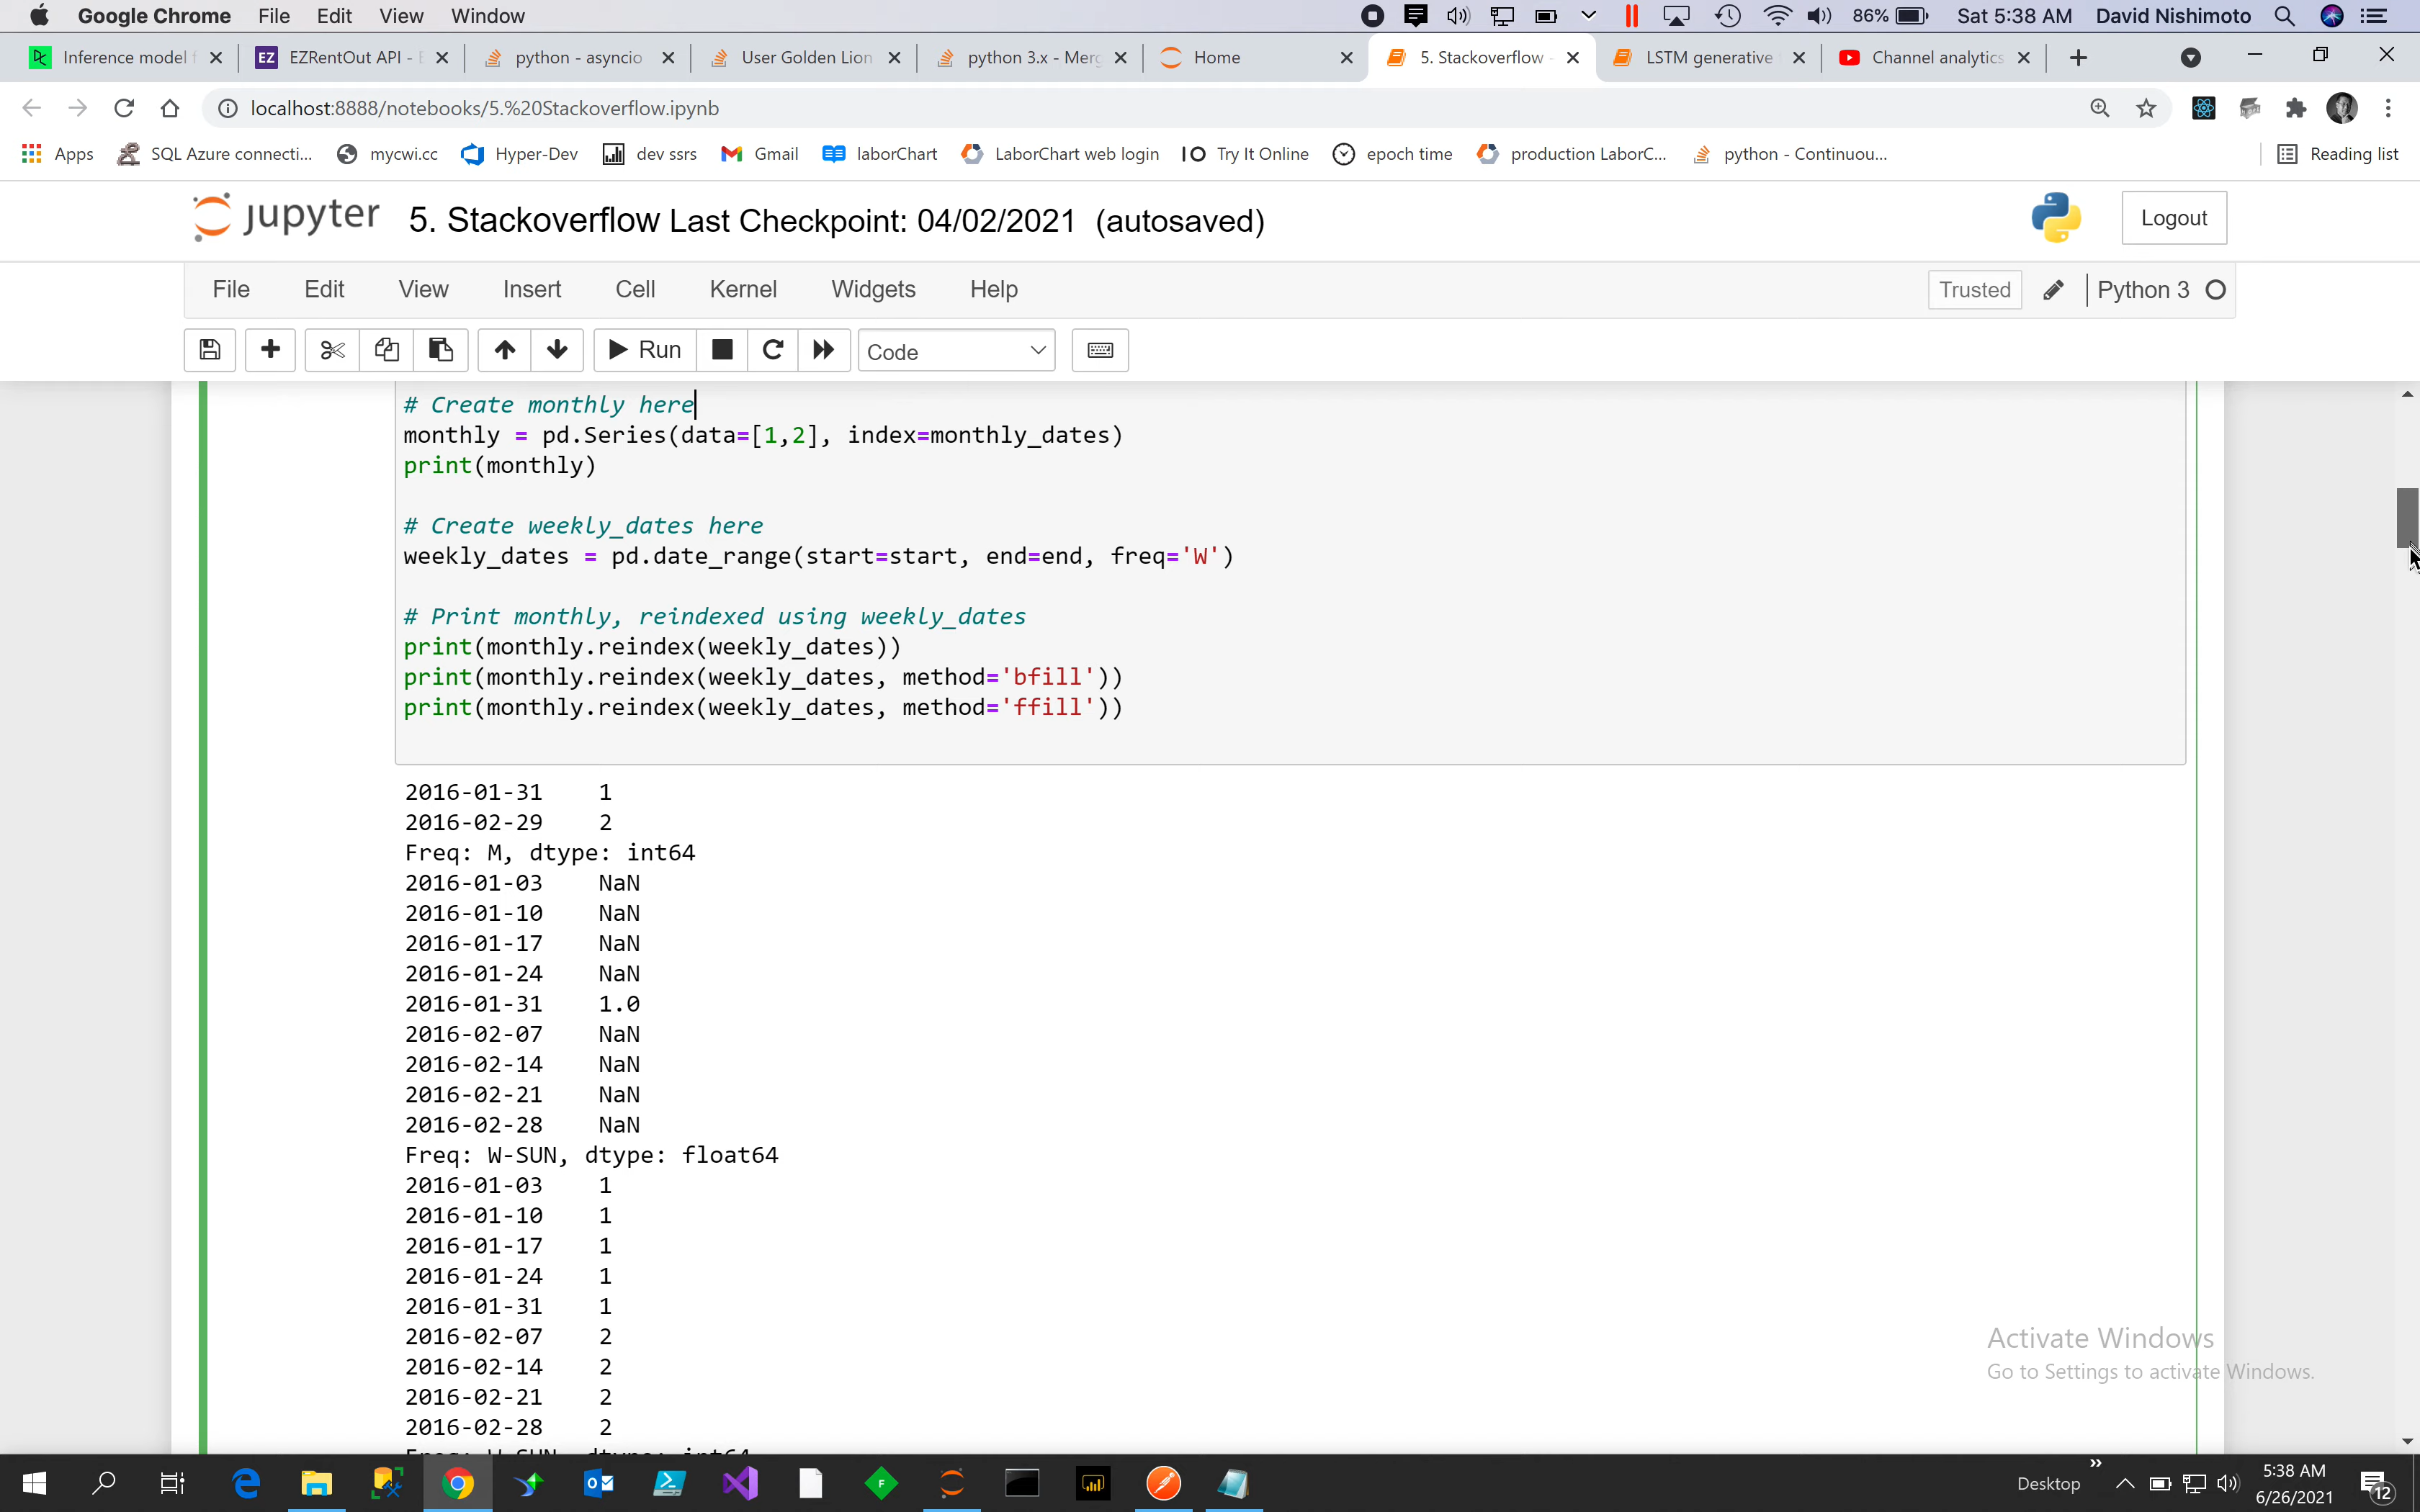 Google Chrome File Edit View Window 86% Sat 5:38 AM David Nishimoto
Inference model f EZ EZRentOut API - E python - asyncio User Golden Lion python 3.x - Merg Home 5. Stackoverflow - LSTM generative Channel analytics
localhost:8888/notebooks/5.%20Stackoverflow.ipynb
Apps SQL Azure connecti... mycwi.cc Hyper-Dev dev ssrs Gmail laborChart LaborChart web login Try It Online epoch time production LaborC... python - Continuou... Reading list
jupyter 5. Stackoverflow Last Checkpoint: 04/02/2021 (autosaved) Logout
File Edit View Insert Cell Kernel Widgets Help Trusted Python 3
Run Code
# Create monthly here
monthly = pd.Series(data=[1,2], index=monthly_dates)
print(monthly)
# Create weekly_dates here
weekly_dates = pd.date_range(start=start, end=end, freq='W')
# Print monthly, reindexed using weekly_dates
print(monthly.reindex(weekly_dates))
print(monthly.reindex(weekly_dates, method='bfill'))
print(monthly.reindex(weekly_dates, method='ffill'))
2016-01-31 1
2016-02-29 2
Freq: M, dtype: int64
2016-01-03 NaN
2016-01-10 NaN
2016-01-17 NaN
2016-01-24 NaN
2016-01-31 1.0
2016-02-07 NaN
2016-02-14 NaN
2016-02-21 NaN
2016-02-28 NaN
Freq: W-SUN, dtype: float64
2016-01-03 1
2016-01-10 1
2016-01-17 1
2016-01-24 1
2016-01-31 1
2016-02-07 2
2016-02-14 2
2016-02-21 2
2016-02-28 2
Freq: W-SUN, dtype: int64
Activate Windows
Go to Settings to activate Windows.
Desktop 5:38 AM
6/26/2021 12